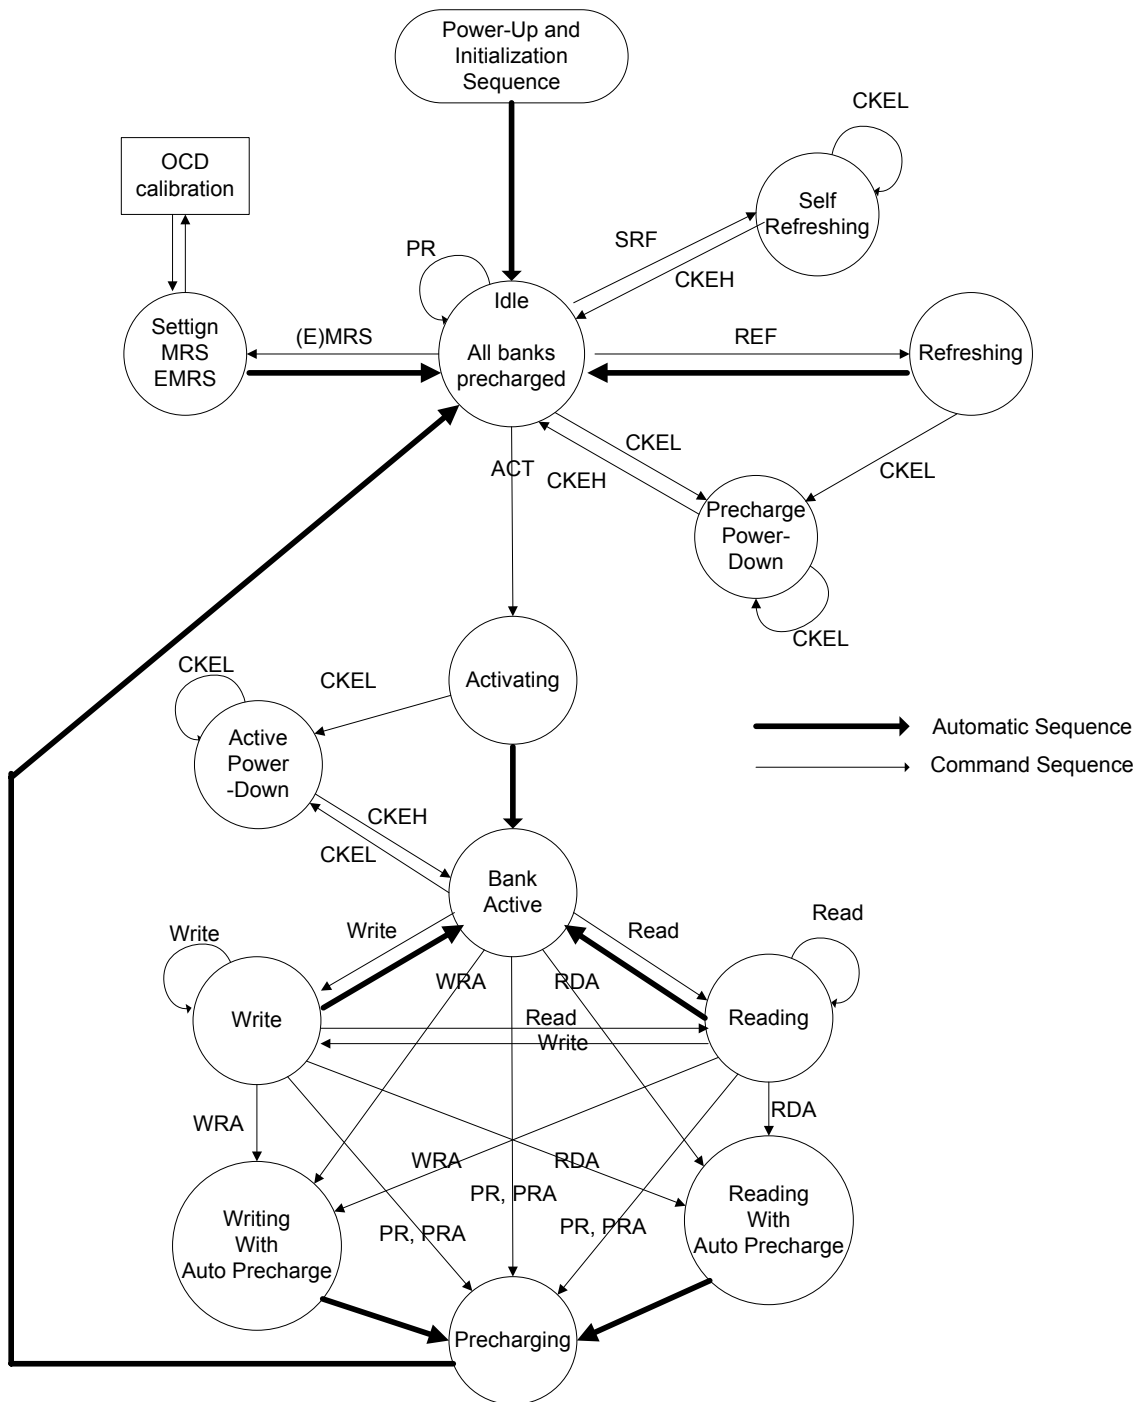 Power-Up and
Initialization
Sequence
CKEL
OCD
calibration
Self
Refreshing
SRF
PR
CKEH
Idle
Settign
MRS
EMRS
(E)MRS
All banks
precharged
REF
Refreshing
CKEL
ACT
CKEH
CKEL
Precharge
Power-
Down
CKEL
CKEL
CKEL
Activating
Active
Power
-Down
Automatic Sequence
Command Sequence
CKEH
CKEL
Bank
Active
Write
Write
Read
Read
WRA
RDA
Write
Read
Write
Reading
WRA
RDA
WRA
RDA
PR, PRA
Writing
With
Auto Precharge
Reading
With
Auto Precharge
PR, PRA
PR, PRA
Precharging